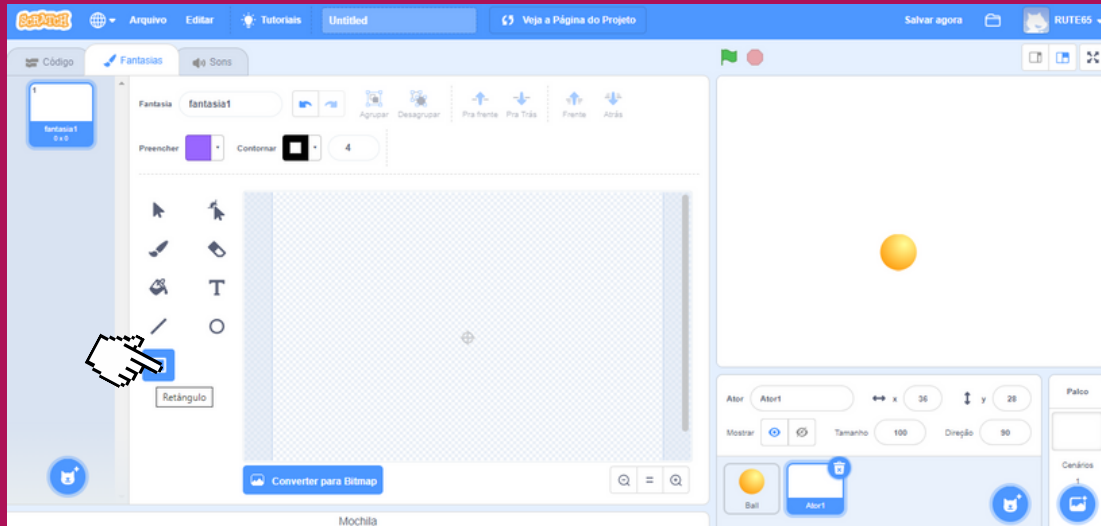 SCRATCH Arquivo Editar Tutoriais Untitled Veja a Página do Projeto Salvar agora RUTE65
Código Fantasias Sons
1
fantasia1
0 x 0
Fantasia fantasia1 Agrupar Desagrupar Pra frente Pra Trás Frente Atrás
Preencher Contornar 4
T
Retángulo
Converter para Bitmap
=
Mochila
Ator Ator1 x 36 y 28
Mostrar Tamanho 100 Direção 90
Ball Ator1
Palco
Cenários
1